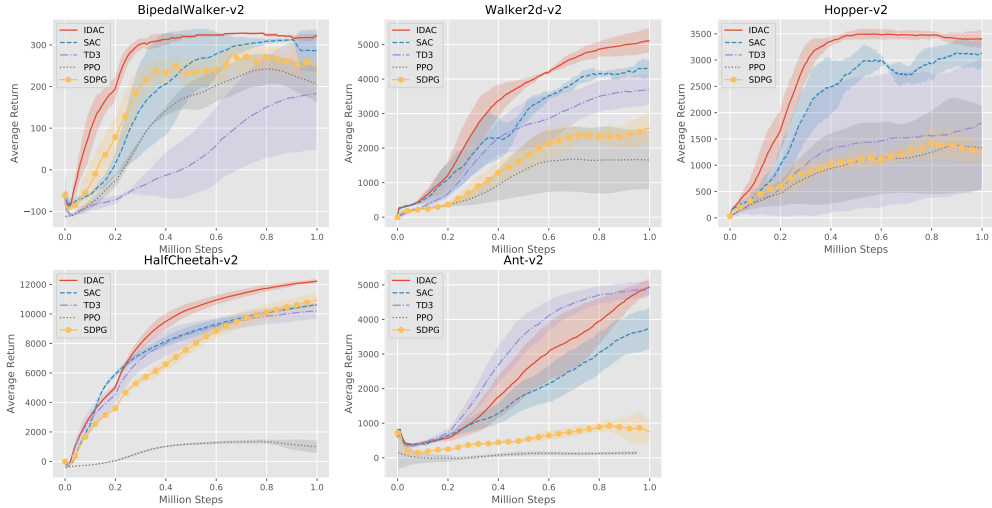 BipedalWalker-v2
IDAC
SAC
TD3
PPO
SDPG
Average Return
300
200
100
0
−100
0.0 0.2 0.4 0.6 0.8 1.0
Million Steps
Walker2d-v2
IDAC
SAC
TD3
PPO
SDPG
Average Return
5000
4000
3000
2000
1000
0
0.0 0.2 0.4 0.6 0.8 1.0
Million Steps
Hopper-v2
IDAC
SAC
TD3
PPO
SDPG
Average Return
3500
3000
2500
2000
1500
1000
500
0
0.0 0.2 0.4 0.6 0.8 1.0
Million Steps
HalfCheetah-v2
IDAC
SAC
TD3
PPO
SDPG
Average Return
12000
10000
8000
6000
4000
2000
0
0.0 0.2 0.4 0.6 0.8 1.0
Million Steps
Ant-v2
IDAC
SAC
TD3
PPO
SDPG
Average Return
5000
4000
3000
2000
1000
0
0.0 0.2 0.4 0.6 0.8 1.0
Million Steps